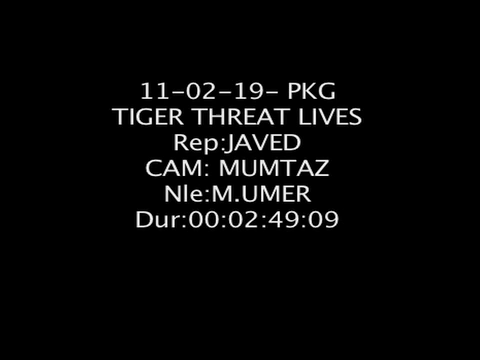 11-02-19- PKG
TIGER THREAT LIVES
Rep:JAVED
CAM: MUMTAZ
Nle:M.UMER
Dur:00:02:49:09